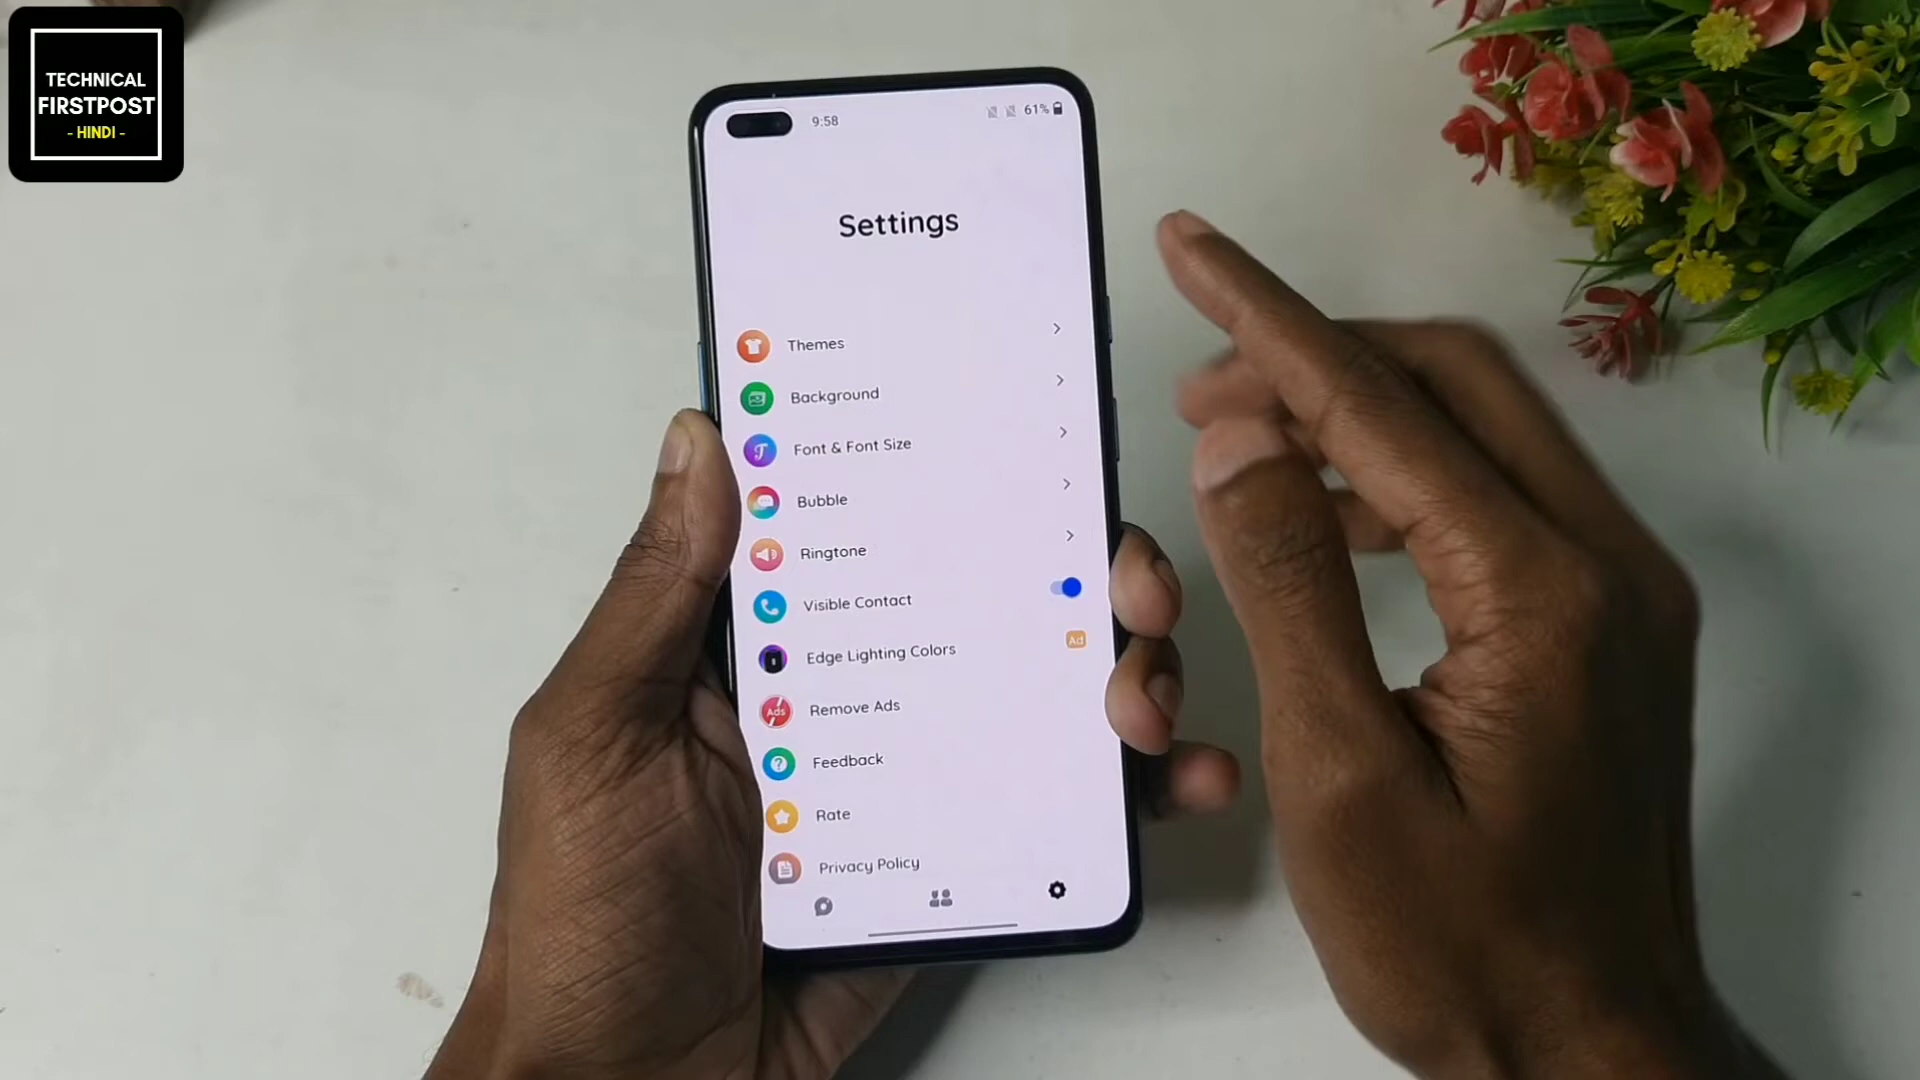 TECHNICAL
FIRSTPOST
- HINDI -
9:58
61%
Settings
Themes
Background
Font & Font Size
Bubble
Ringtone
Visible Contact
Edge Lighting Colors
Ad
Ads
Remove Ads
Feedback
Rate
Privacy Policy